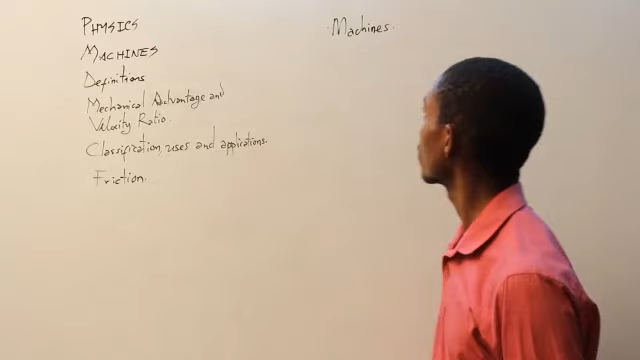 PHYSICS
MACHINES
Definitions
Mechanical Advantage and
Velocity Ratio.
Classification, uses and applications.
Friction.
Machines.